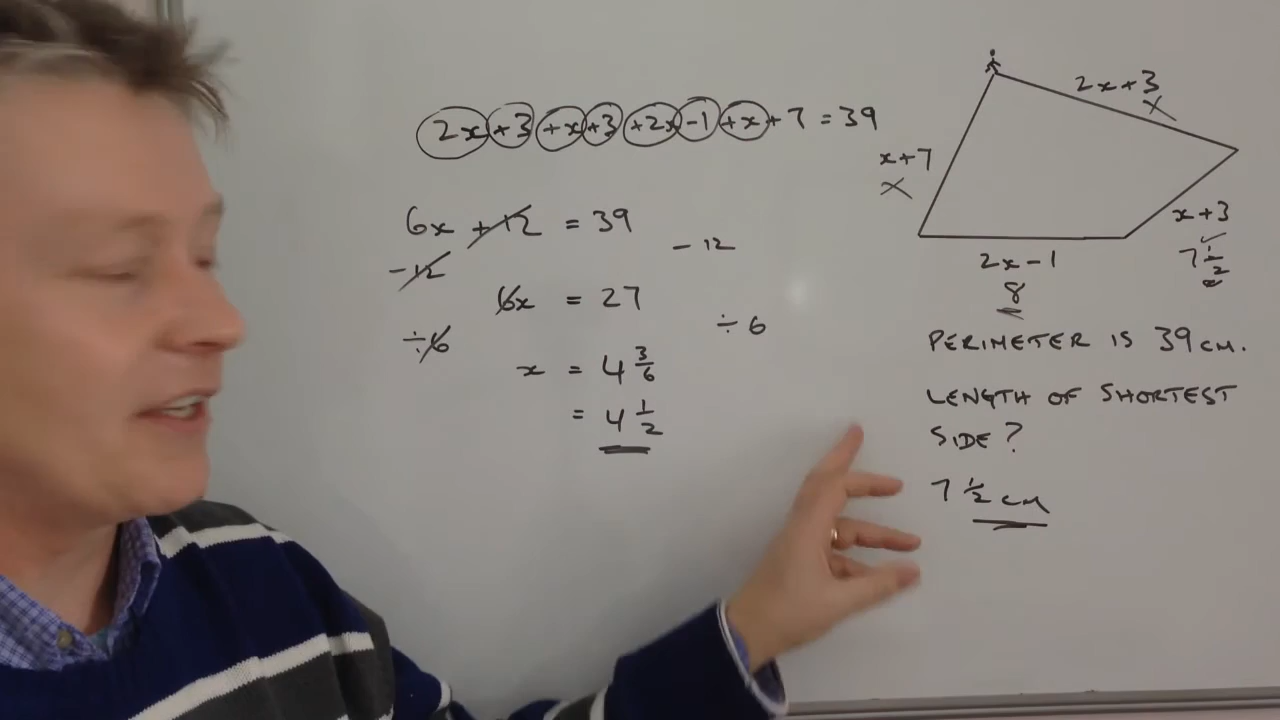 2x+3+x+3+2x-1+x+7=39
6x+12=39
-12
-12
6x=27
÷6
÷6
x=4 3/6
=4 1/2
2x+3
x
x+7
x
x+3
✓
7 1/2
2x-1
8
PERIMETER IS 39CM.
LENGTH OF SHORTEST
SIDE?
7 1/2 CM